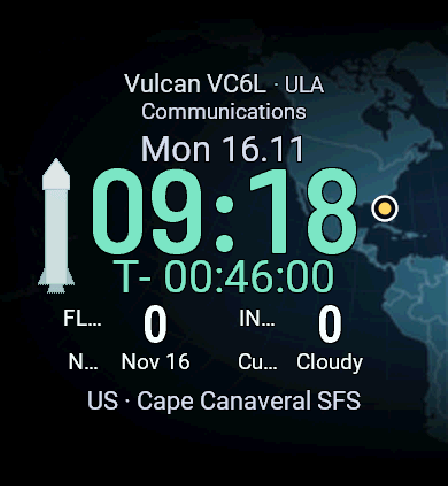 Vulcan VC6L · ULA
Communications
Mon 16.11
09:18
T- 00:46:00
FL... 0 IN... 0
N... Nov 16 Cu... Cloudy
US · Cape Canaveral SFS